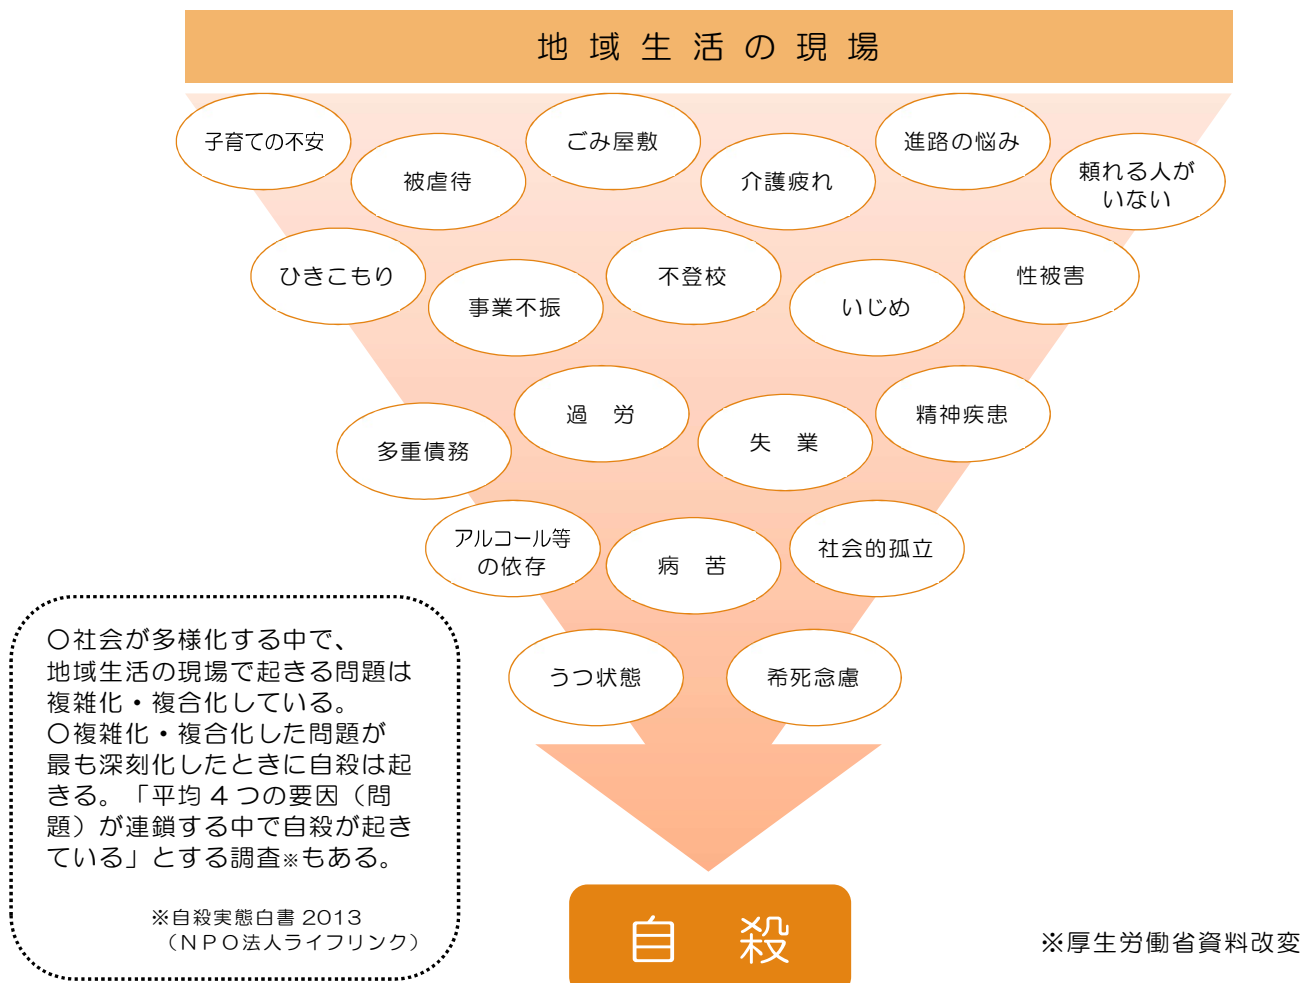 地域生活の現場
子育ての不安
ごみ屋敷
進路の悩み
被虐待
介護疲れ
頼れる人が
いない
ひきこもり
不登校
性被害
事業不振
いじめ
過　労
精神疾患
多重債務
失　業
アルコール等
の依存
病　苦
社会的孤立
うつ状態
希死念慮
〇社会が多様化する中で、
地域生活の現場で起きる問題は
複雑化・複合化している。
〇複雑化・複合化した問題が
最も深刻化したときに自殺は起
きる。「平均４つの要因（問
題）が連鎖する中で自殺が起き
ている」とする調査※もある。
※自殺実態白書 2013
（ＮＰＯ法人ライフリンク）
自　殺
※厚生労働省資料改変